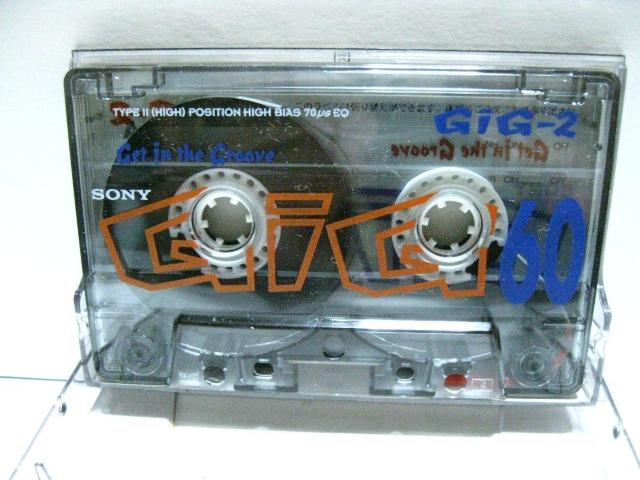 TYPE II (HIGH) POSITION HIGH BIAS 70μs EQ
GiG-2
Get in the Groove
Get in the Groove
SONY
GiG
60